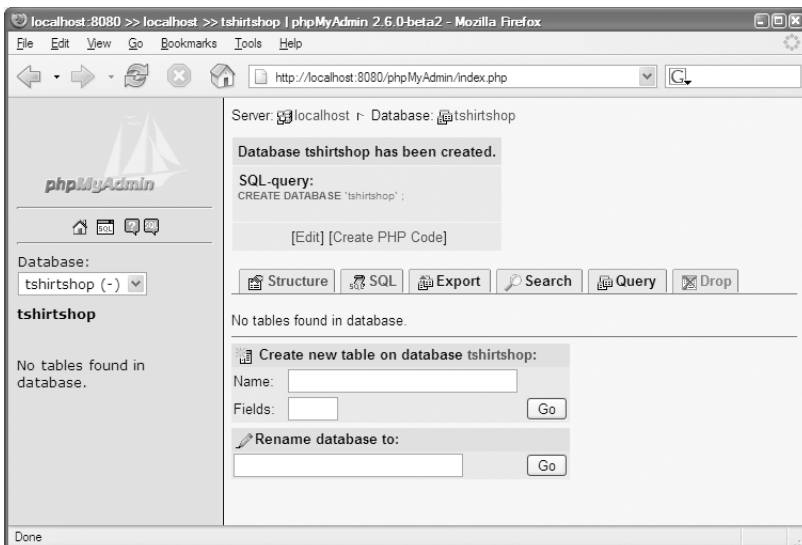 localhost:8080 >> localhost >> tshirtshop | phpMyAdmin 2.6.0-beta2 - Mozilla Firefox
File Edit View Go Bookmarks Tools Help
http://localhost:8080/phpMyAdmin/index.php
G
phpMyAdmin
SQL
Database:
tshirtshop (-)
tshirtshop
No tables found in
database.
Server: localhost Database: tshirtshop
Database tshirtshop has been created.
SQL-query:
CREATE DATABASE 'tshirtshop' ;
[Edit] [Create PHP Code]
Structure SQL Export Search Query Drop
No tables found in database.
Create new table on database tshirtshop:
Name:
Fields: Go
Rename database to:
Go
Done